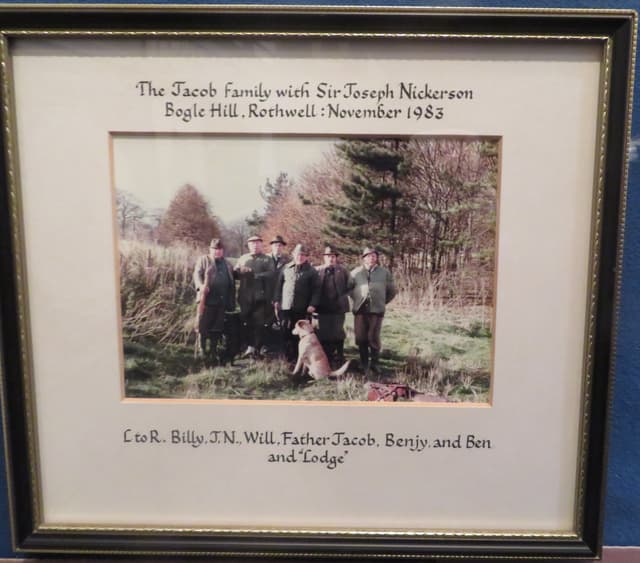 The Jacob Family with Sir Joseph Nickerson
Bogle Hill, Rothwell : November 1983
L to R. Billy, J.N., Will, Father Jacob, Benjy, and Ben
and "Lodge"